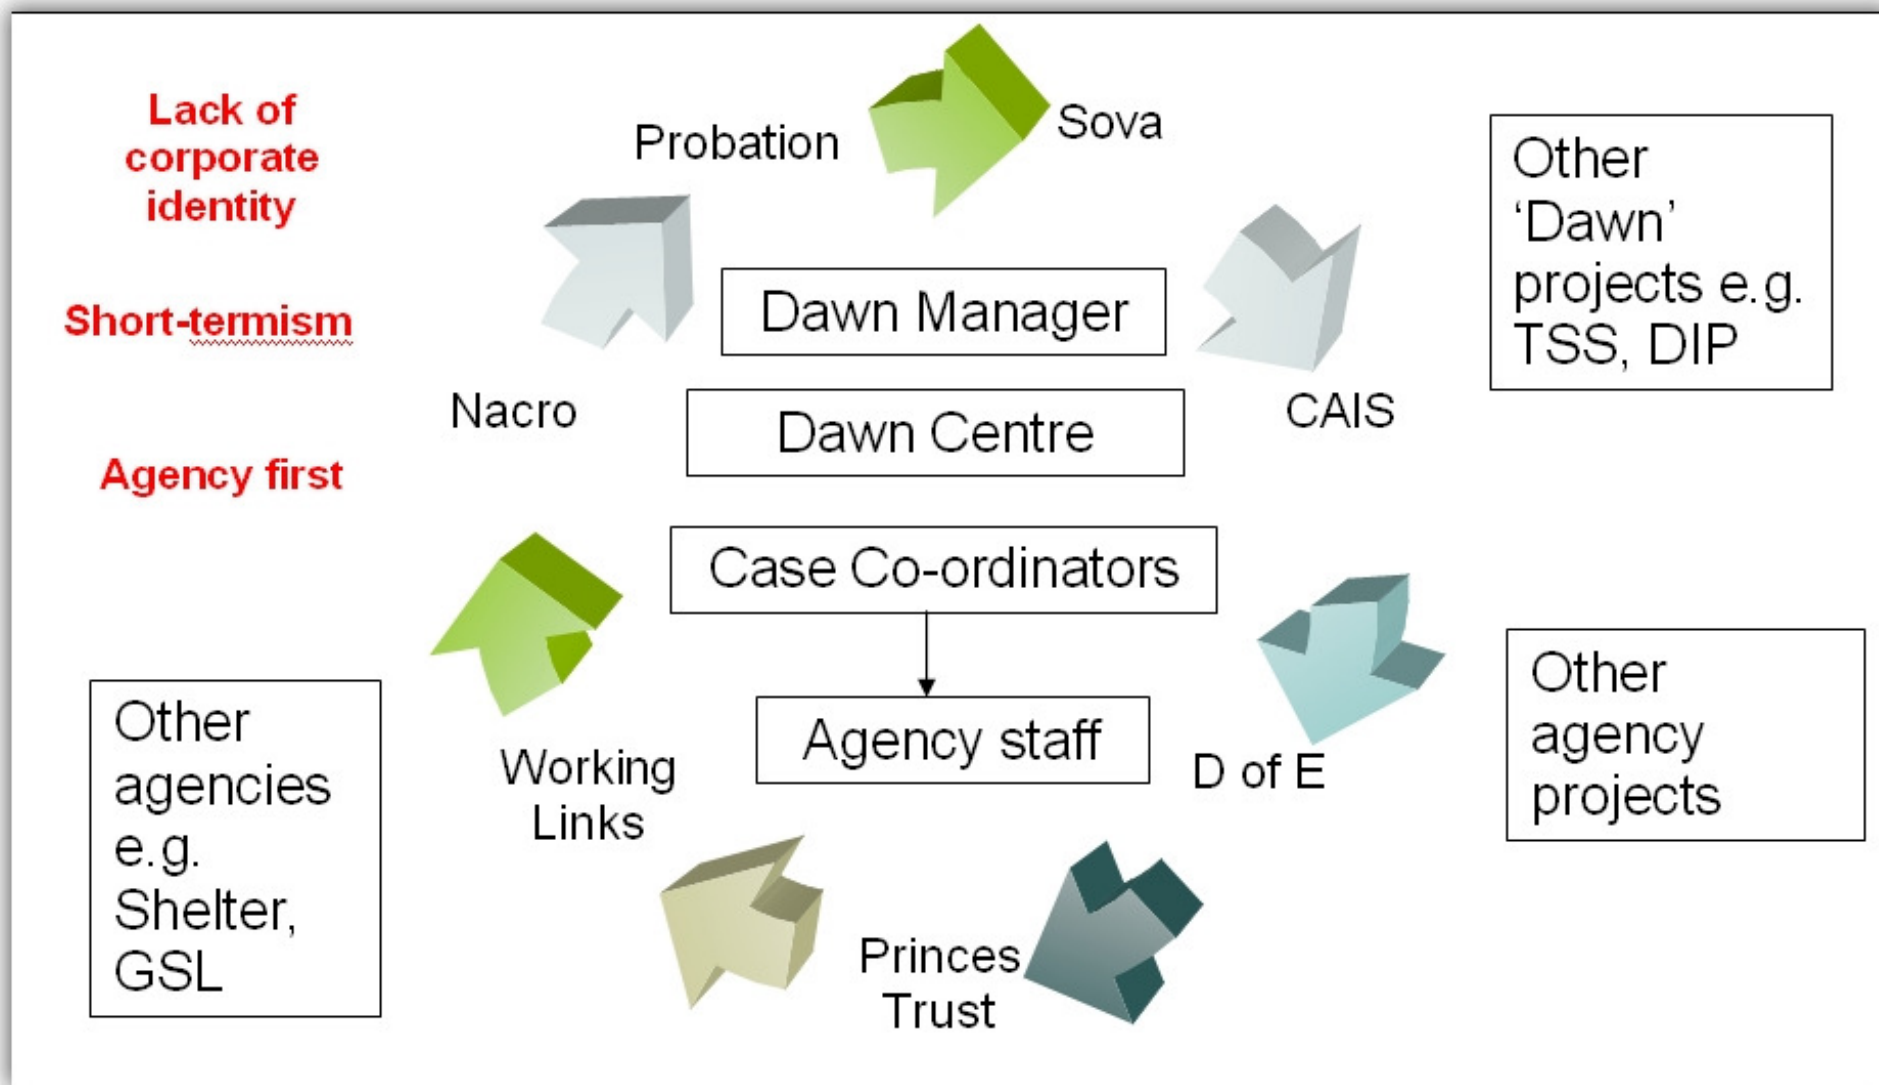 Lack of
corporate
identity
Short-termism
Agency first
Probation
Sova
Nacro
CAIS
Dawn Manager
Dawn Centre
Case Co-ordinators
Agency staff
Working
Links
D of E
Princes
Trust
Other
‘Dawn’
projects e.g.
TSS, DIP
Other
agency
projects
Other
agencies
e.g.
Shelter,
GSL